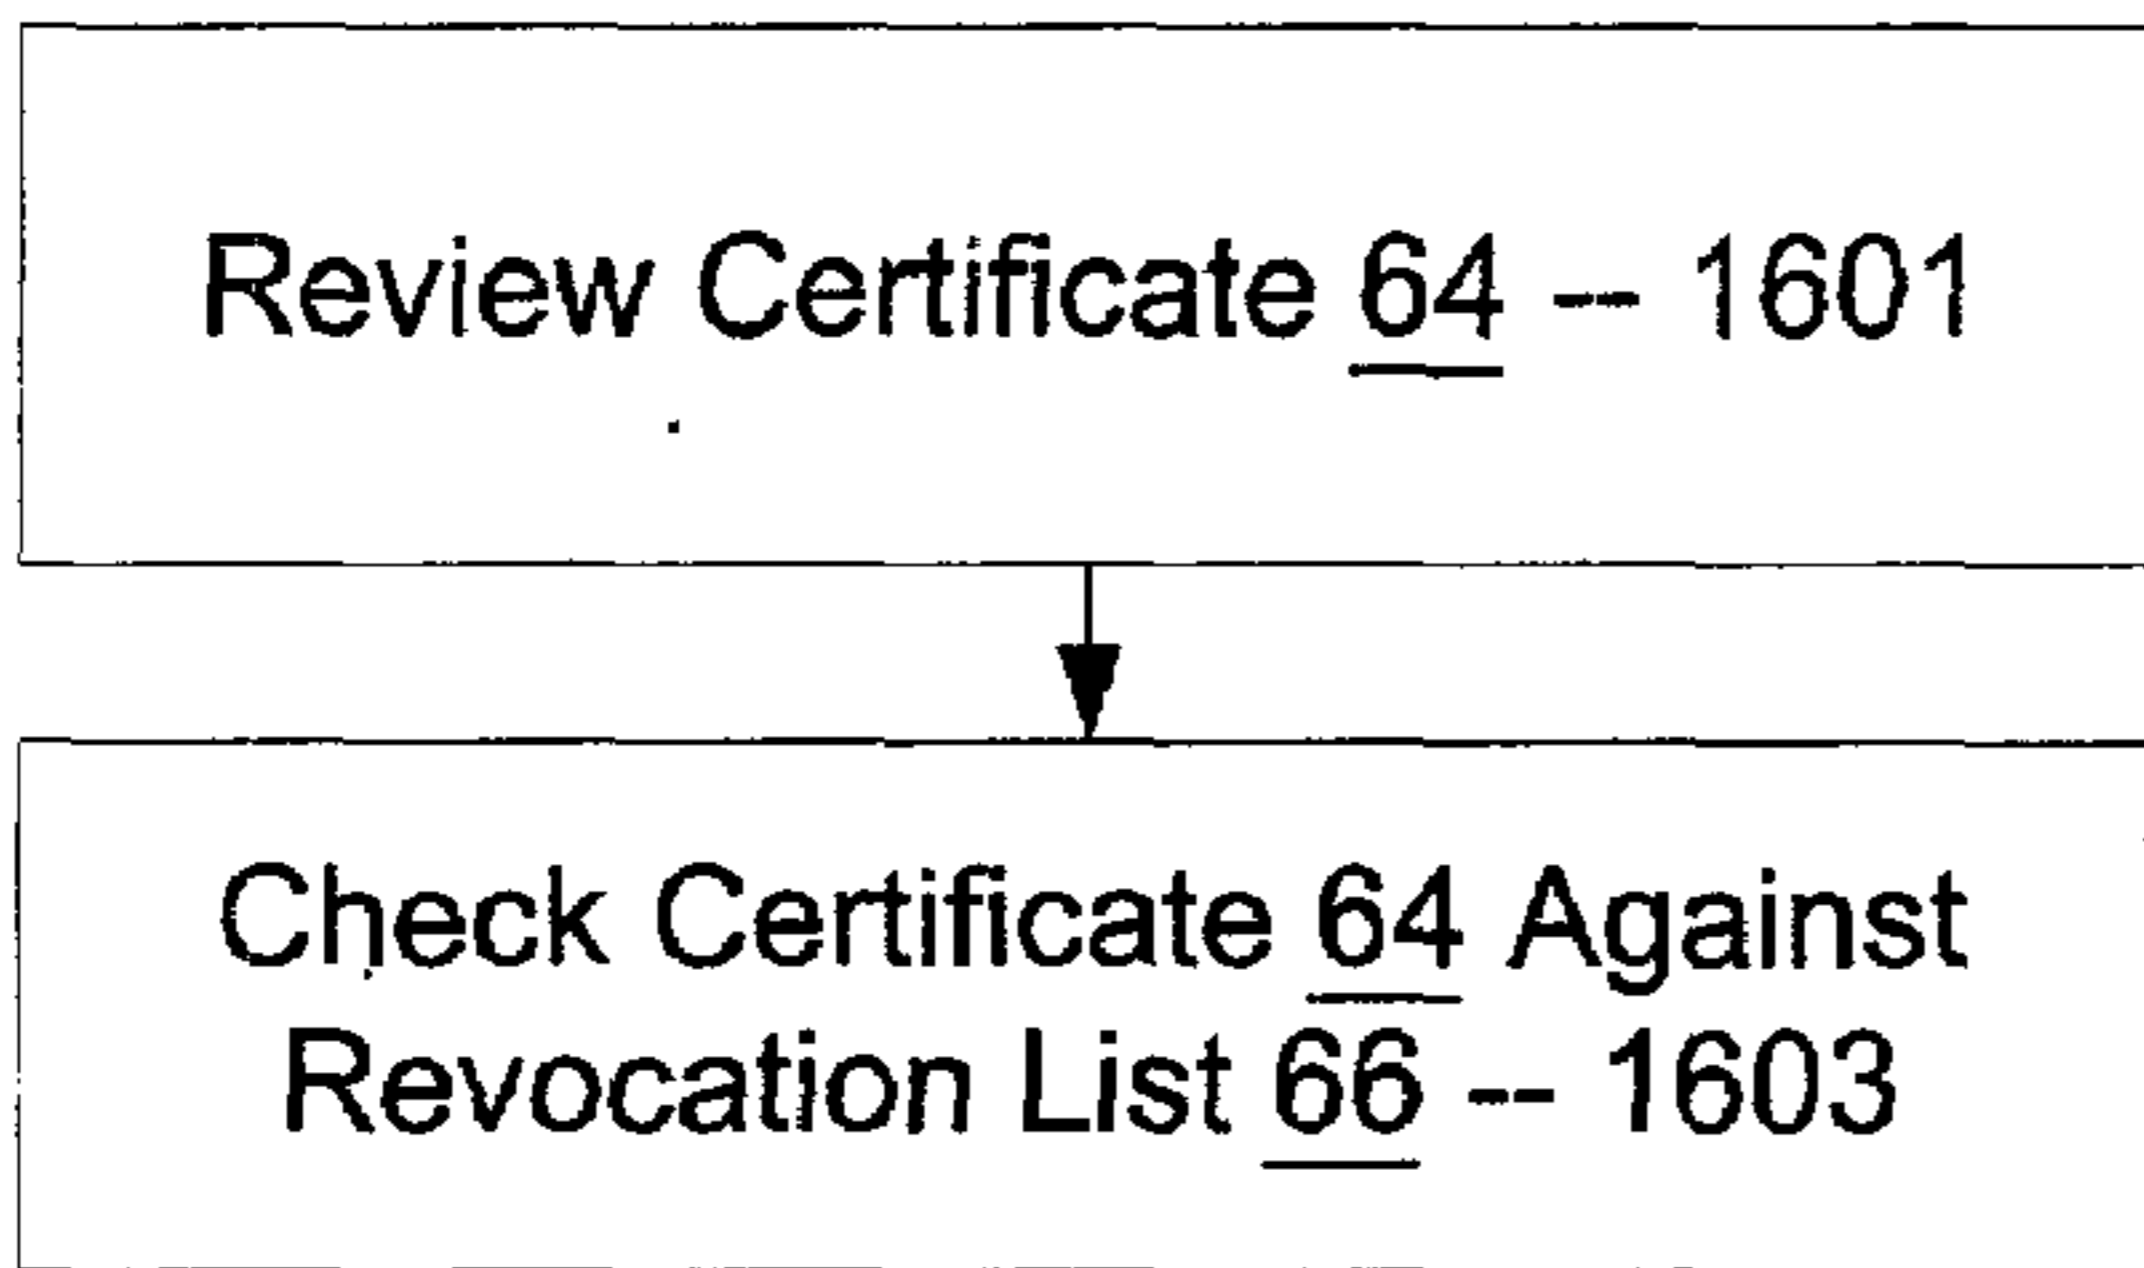 Review Certificate 64 -- 1601
Check Certificate 64 Against
Revocation List 66 -- 1603